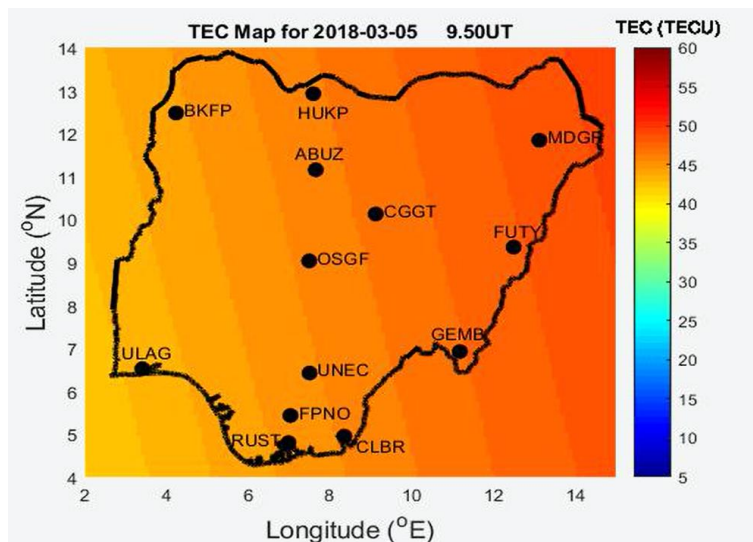 TEC Map for 2018-03-05 9.50UT
TEC (TECU)
14
13
12
11
10
9
8
7
6
5
4
Latitude (°N)
BKFP
HUKP
MDGR
ABUZ
CGGT
FUTY
OSGF
GEMB
ULAG
UNEC
FPNO
RUST
CLBR
2 4 6 8 10 12 14
Longitude (°E)
60
55
50
45
40
35
30
25
20
15
10
5